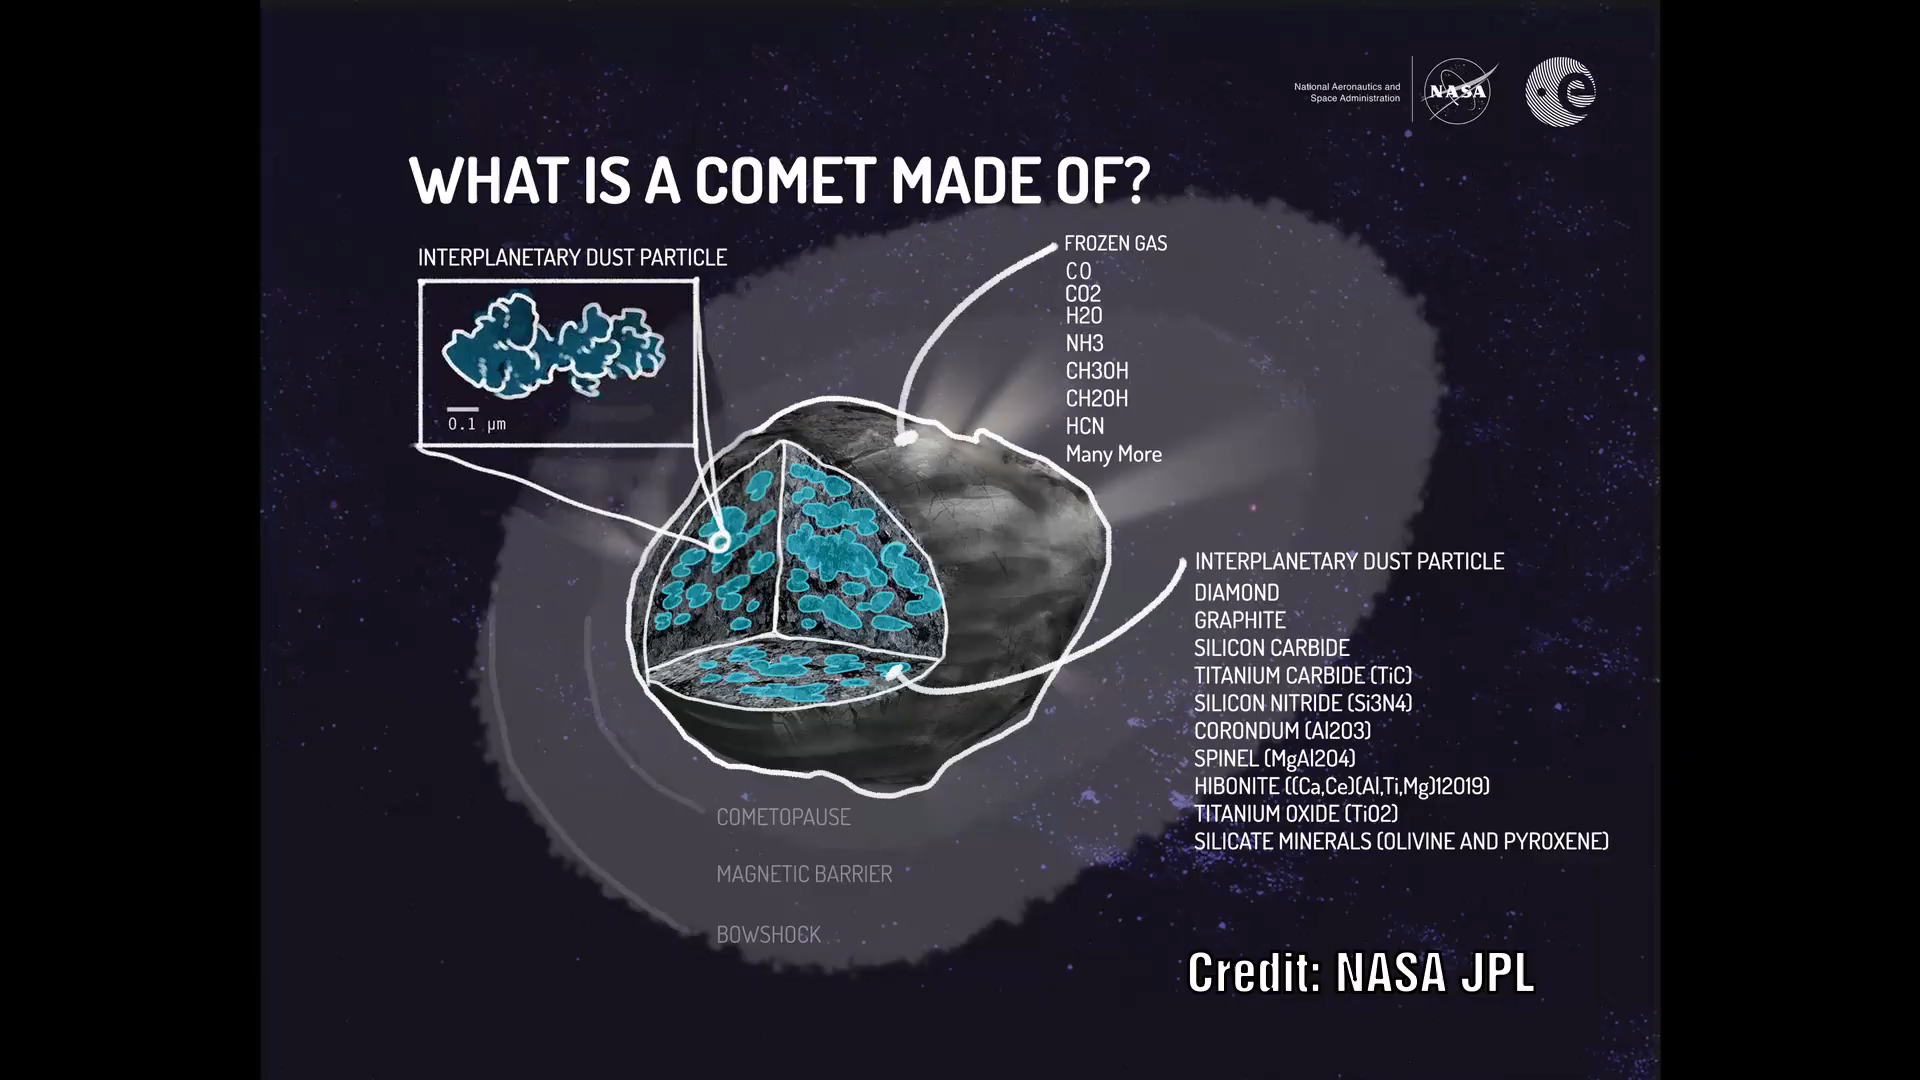 National Aeronautics and
Space Administration
NASA
e
WHAT IS A COMET MADE OF?
INTERPLANETARY DUST PARTICLE
0.1 µm
FROZEN GAS
CO
CO2
H2O
NH3
CH3OH
CH2OH
HCN
Many More
INTERPLANETARY DUST PARTICLE
DIAMOND
GRAPHITE
SILICON CARBIDE
TITANIUM CARBIDE (TiC)
SILICON NITRIDE (Si3N4)
CORONDUM (Al2O3)
SPINEL (MgAl2O4)
HIBONITE ((Ca,Ce)(Al,Ti,Mg)12O19)
TITANIUM OXIDE (TiO2)
SILICATE MINERALS (OLIVINE AND PYROXENE)
COMETOPAUSE
MAGNETIC BARRIER
BOWSHOCK
Credit: NASA JPL